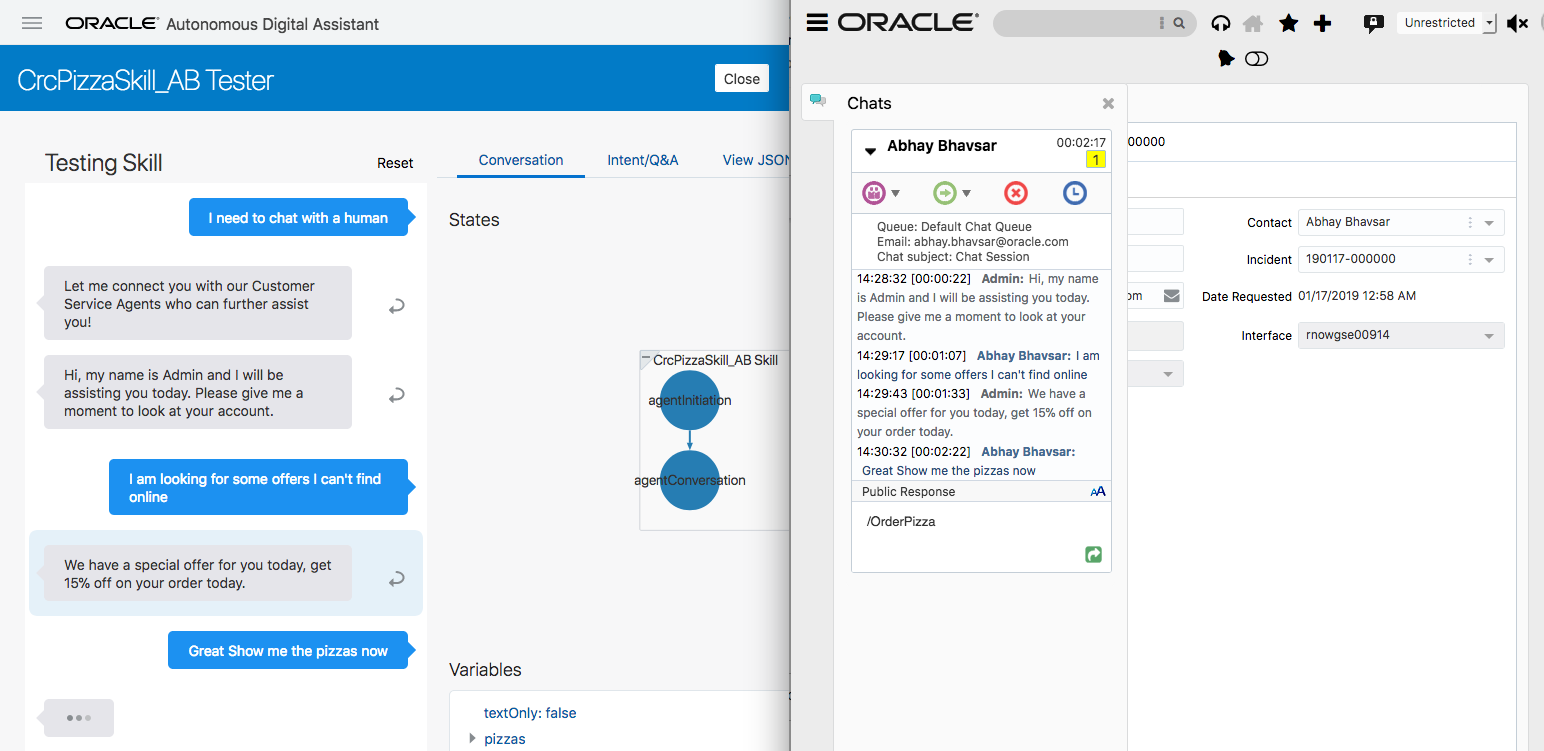 ORACLE® Autonomous Digital Assistant
CrcPizzaSkill_AB Tester
Close
Testing Skill
Reset
I need to chat with a human
Let me connect you with our Customer
Service Agents who can further assist
you!
Hi, my name is Admin and I will be
assisting you today. Please give me a
moment to look at your account.
I am looking for some offers I can't find
online
We have a special offer for you today, get
15% off on your order today.
Great Show me the pizzas now
Conversation
Intent/Q&A
View JSON
States
CrcPizzaSkill_AB Skill
agentInitiation
agentConversation
Variables
textOnly: false
pizzas
ORACLE®
Unrestricted
Chats
Abhay Bhavsar
00:02:17
1
Queue: Default Chat Queue
Email: abhay.bhavsar@oracle.com
Chat subject: Chat Session
14:28:32 [00:00:22] Admin: Hi, my name
is Admin and I will be assisting you today.
Please give me a moment to look at your
account.
14:29:17 [00:01:07] Abhay Bhavsar: I am
looking for some offers I can't find online
14:29:43 [00:01:33] Admin: We have a
special offer for you today, get 15% off on
your order today.
14:30:32 [00:02:22] Abhay Bhavsar:
Great Show me the pizzas now
Public Response
AA
/OrderPizza
00000
om
Contact Abhay Bhavsar
Incident 190117-000000
Date Requested 01/17/2019 12:58 AM
Interface rnowgse00914